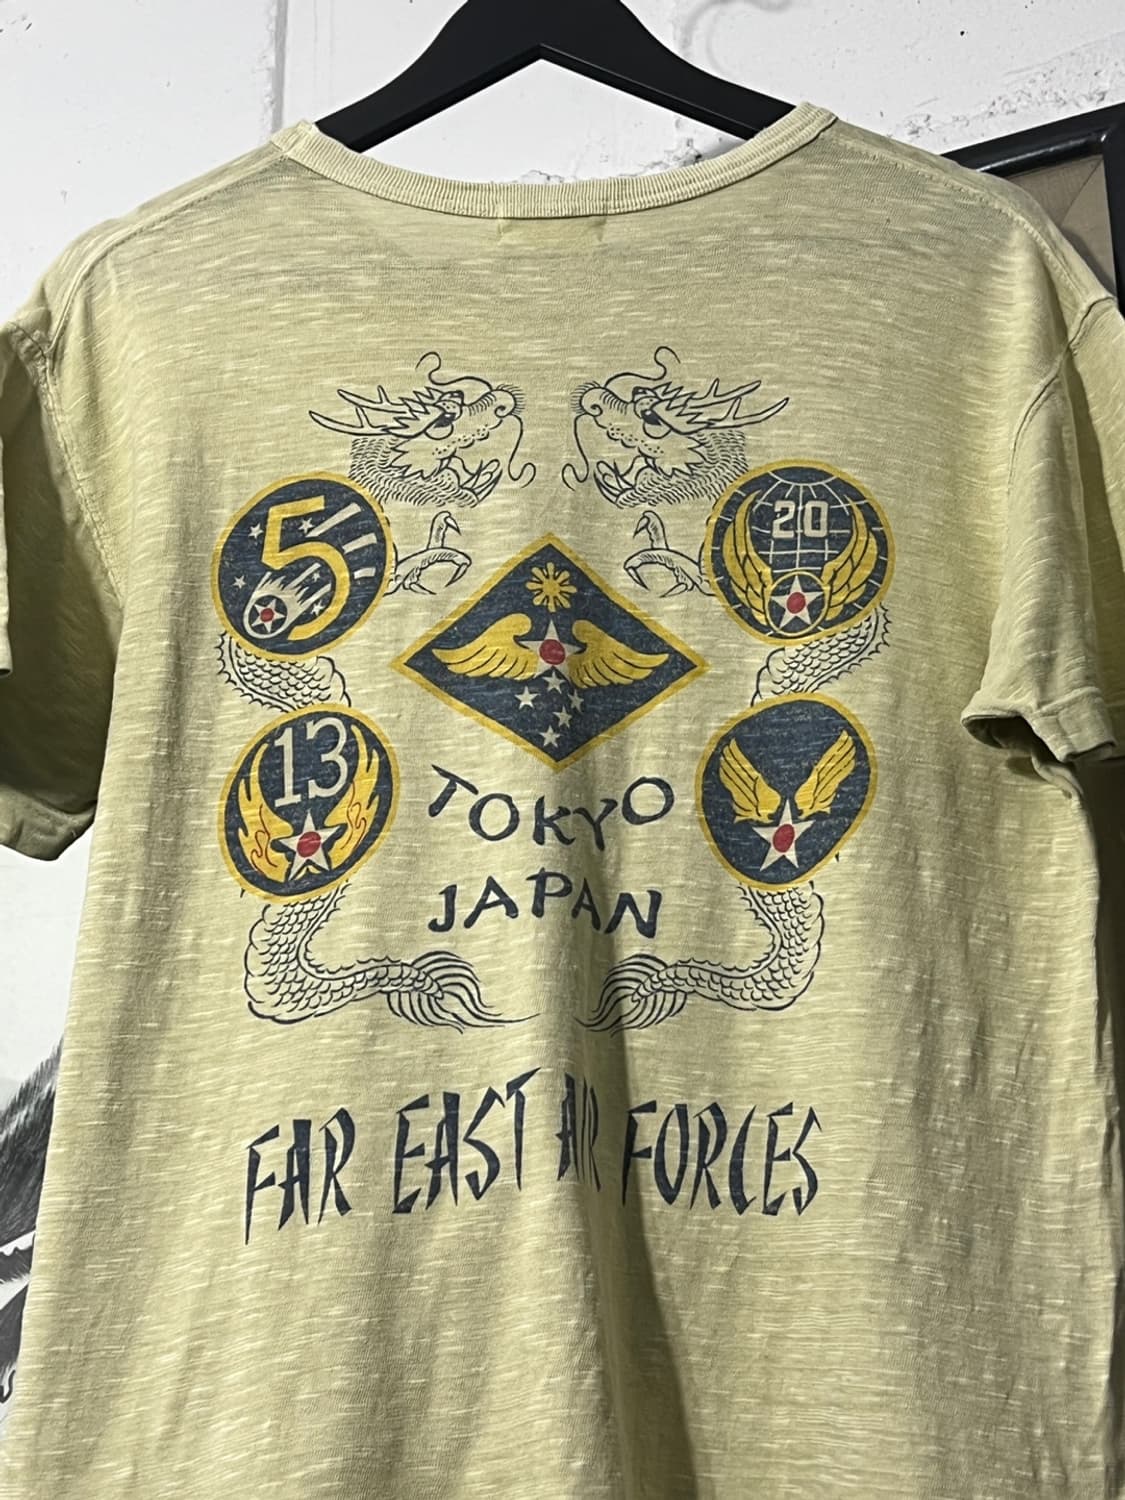 5
20
13
TOKYO
JAPAN
FAR EAST AIR FORCES